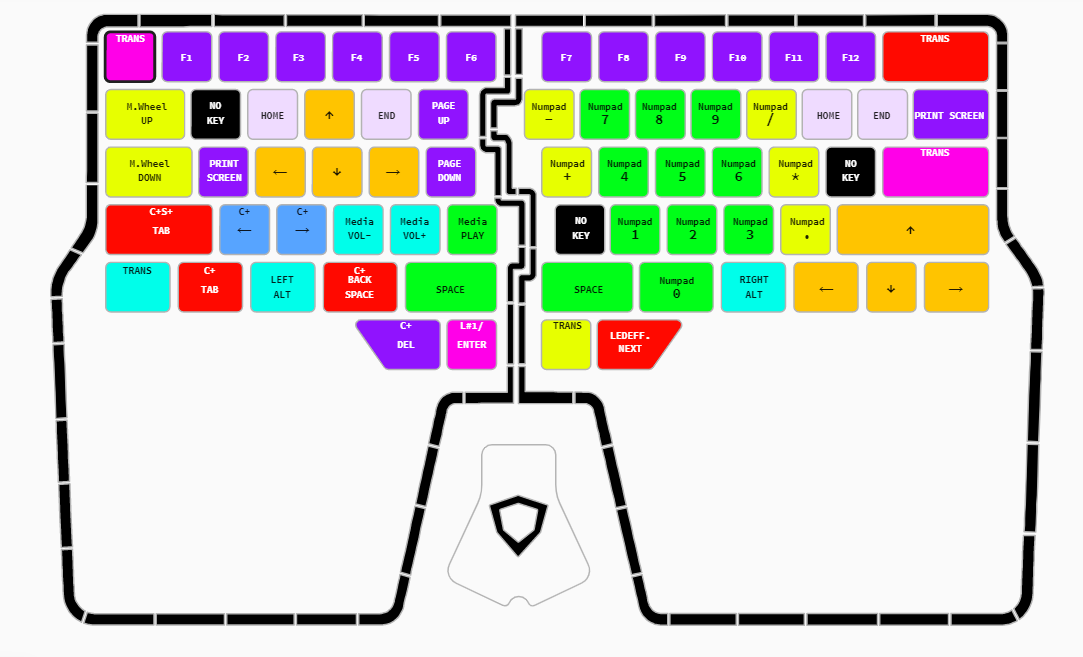 TRANS F1 F2 F3 F4 F5 F6 F7 F8 F9 F10 F11 F12 TRANS
M.Wheel UP NO KEY HOME ↑ END PAGE UP Numpad - Numpad 7 Numpad 8 Numpad 9 Numpad / HOME END PRINT SCREEN
M.Wheel DOWN PRINT SCREEN ← ↓ → PAGE DOWN Numpad + Numpad 4 Numpad 5 Numpad 6 Numpad * NO KEY TRANS
C+S+ TAB C+ ← C+ → Media VOL- Media VOL+ Media PLAY NO KEY Numpad 1 Numpad 2 Numpad 3 Numpad . ↑
TRANS C+ TAB LEFT ALT C+ BACK SPACE SPACE SPACE Numpad 0 RIGHT ALT ← ↓ →
C+ DEL L#1/ ENTER TRANS LEDEFF. NEXT